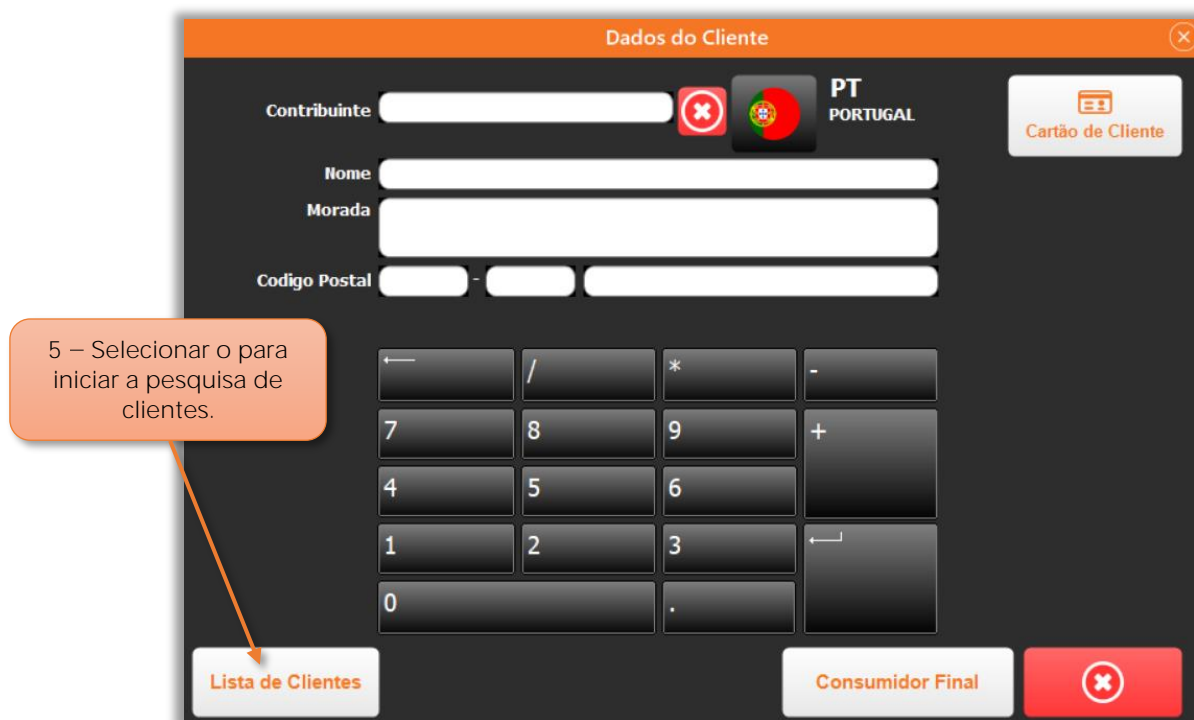 Dados do Cliente
Contribuinte
PT
PORTUGAL
Cartão de Cliente
Nome
Morada
Codigo Postal
-
5 – Selecionar o para
iniciar a pesquisa de
clientes.
/ * -
7 8 9 +
4 5 6
1 2 3
0 .
Lista de Clientes
Consumidor Final